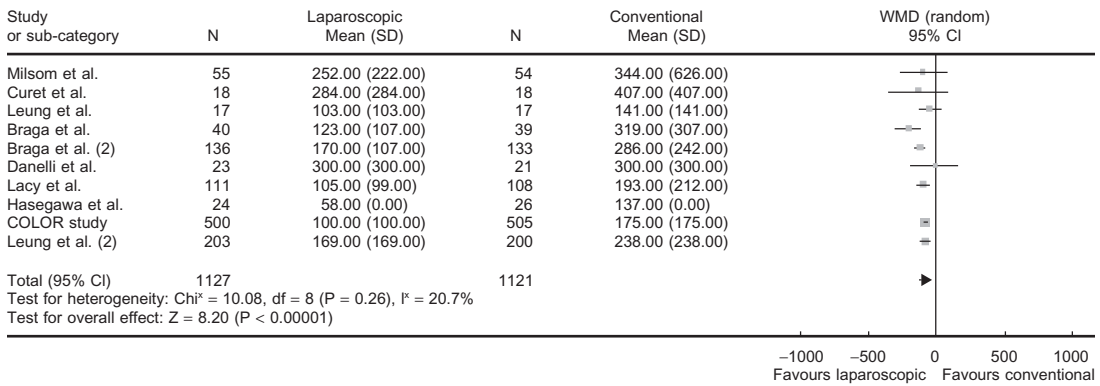 Study Laparoscopic Conventional WMD (random)
or sub-category N Mean (SD) N Mean (SD) 95% CI
Milsom et al. 55 252.00 (222.00) 54 344.00 (626.00)
Curet et al. 18 284.00 (284.00) 18 407.00 (407.00)
Leung et al. 17 103.00 (103.00) 17 141.00 (141.00)
Braga et al. 40 123.00 (107.00) 39 319.00 (307.00)
Braga et al. (2) 136 170.00 (107.00) 133 286.00 (242.00)
Danelli et al. 23 300.00 (300.00) 21 300.00 (300.00)
Lacy et al. 111 105.00 (99.00) 108 193.00 (212.00)
Hasegawa et al. 24 58.00 (0.00) 26 137.00 (0.00)
COLOR study 500 100.00 (100.00) 505 175.00 (175.00)
Leung et al. (2) 203 169.00 (169.00) 200 238.00 (238.00)
Total (95% CI) 1127 1121
Test for heterogeneity: Chiˣ = 10.08, df = 8 (P = 0.26), Iˣ = 20.7%
Test for overall effect: Z = 8.20 (P < 0.00001)
−1000 −500 0 500 1000
Favours laparoscopic Favours conventional